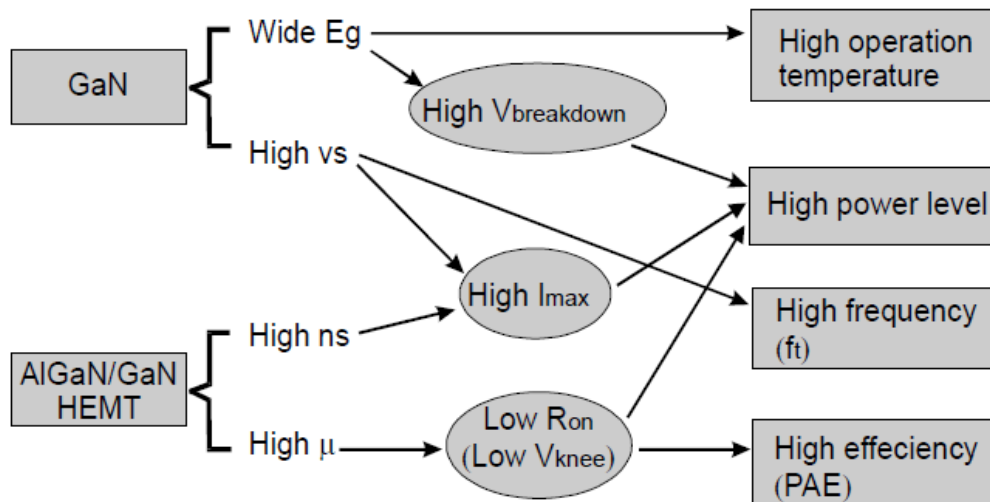 Wide Eg
High operation
temperature
GaN
High Vbreakdown
High vs
High power level
High Imax
High ns
High frequency
(ft)
AlGaN/GaN
HEMT
Low Ron
(Low Vknee)
High μ
High effeciency
(PAE)